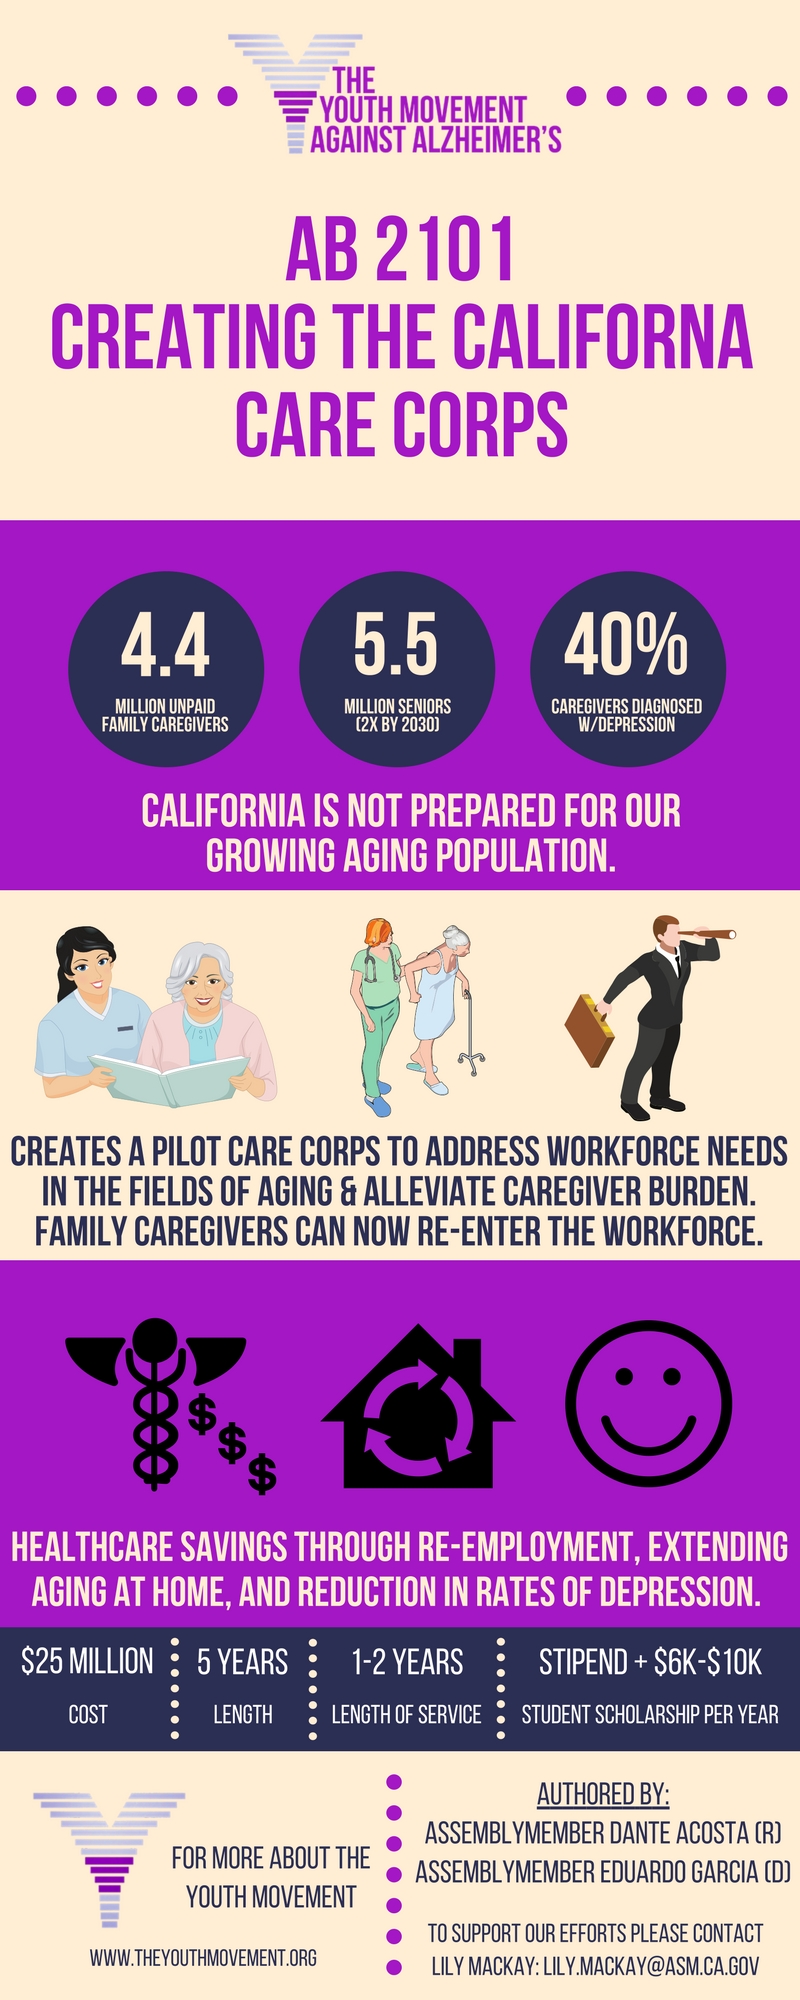 THE
YOUTH MOVEMENT
AGAINST ALZHEIMER'S
AB 2101
CREATING THE CALIFORNA
CARE CORPS
4.4
MILLION UNPAID
FAMILY CAREGIVERS
5.5
MILLION SENIORS
(2X BY 2030)
40%
CAREGIVERS DIAGNOSED
W/DEPRESSION
CALIFORNIA IS NOT PREPARED FOR OUR
GROWING AGING POPULATION.
CREATES A PILOT CARE CORPS TO ADDRESS WORKFORCE NEEDS
IN THE FIELDS OF AGING & ALLEVIATE CAREGIVER BURDEN.
FAMILY CAREGIVERS CAN NOW RE-ENTER THE WORKFORCE.
$
$
$
HEALTHCARE SAVINGS THROUGH RE-EMPLOYMENT, EXTENDING
AGING AT HOME, AND REDUCTION IN RATES OF DEPRESSION.
$25 MILLION
COST
5 YEARS
LENGTH
1-2 YEARS
LENGTH OF SERVICE
STIPEND + $6K-$10K
STUDENT SCHOLARSHIP PER YEAR
FOR MORE ABOUT THE
YOUTH MOVEMENT
WWW.THEYOUTHMOVEMENT.ORG
AUTHORED BY:
ASSEMBLYMEMBER DANTE ACOSTA (R)
ASSEMBLYMEMBER EDUARDO GARCIA (D)
TO SUPPORT OUR EFFORTS PLEASE CONTACT
LILY MACKAY: LILY.MACKAY@ASM.CA.GOV